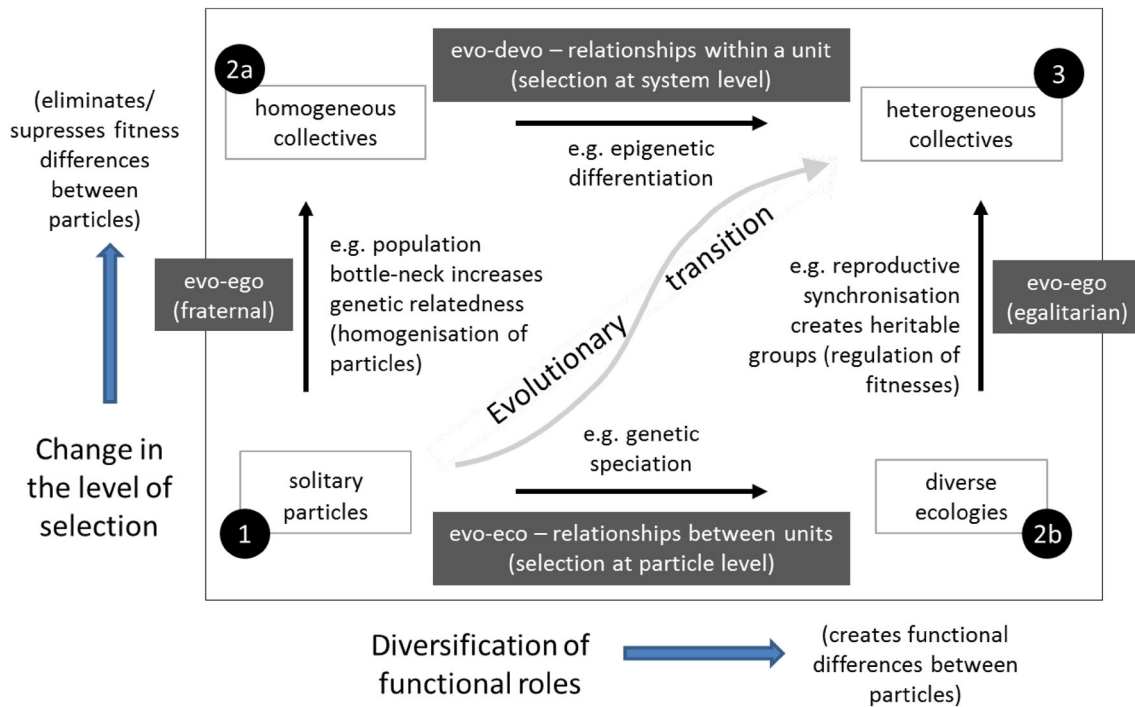 evo-devo – relationships within a unit
(selection at system level)
2a
3
homogeneous
collectives
heterogeneous
collectives
(eliminates/
supresses fitness
differences
between
particles)
e.g. epigenetic
differentiation
evo-ego
(fraternal)
e.g. population
bottle-neck increases
genetic relatedness
(homogenisation of
particles)
Evolutionary
transition
e.g. reproductive
synchronisation
creates heritable
groups (regulation of
fitnesses)
evo-ego
(egalitarian)
Change in
the level of
selection
solitary
particles
1
e.g. genetic
speciation
diverse
ecologies
2b
evo-eco – relationships between units
(selection at particle level)
Diversification of
functional roles
(creates functional
differences between
particles)